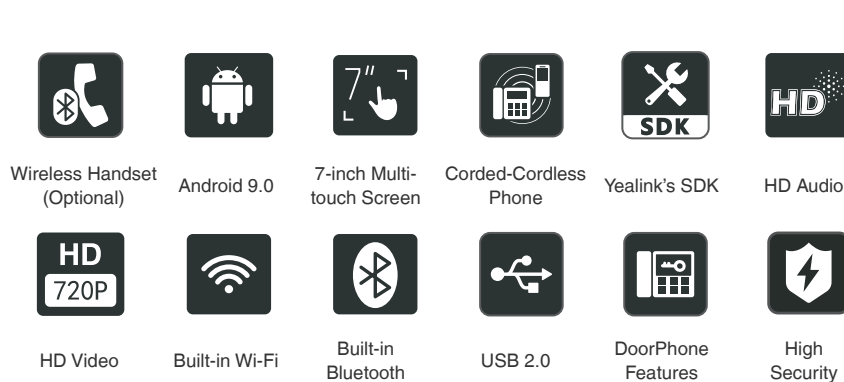 7"
SDK
HD
Wireless Handset
(Optional)
Android 9.0
7-inch Multi-
touch Screen
Corded-Cordless
Phone
Yealink's SDK
HD Audio
HD
720P
HD Video
Built-in Wi-Fi
Built-in
Bluetooth
USB 2.0
DoorPhone
Features
High
Security